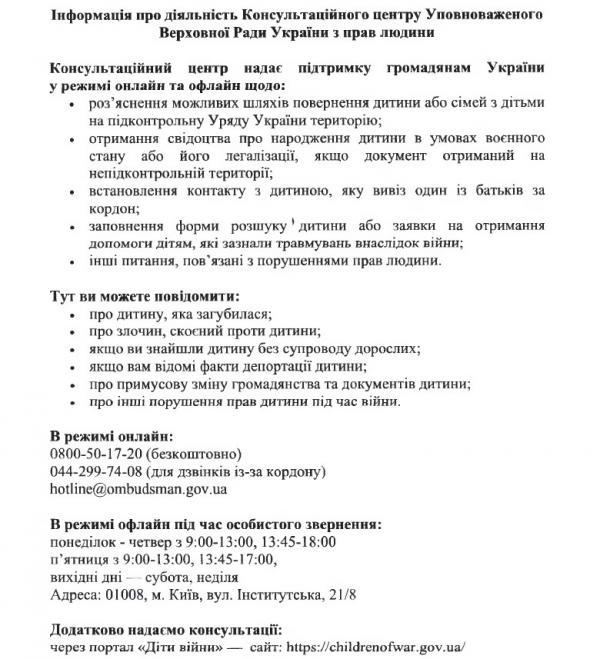 Інформація про діяльність Консультаційного центру Уповноваженого
Верховної Ради України з прав людини
Консультаційний центр надає підтримку громадянам України
у режимі онлайн та офлайн щодо:
• роз’яснення можливих шляхів повернення дитини або сімей з дітьми
на підконтрольну Уряду України територію;
• отримання свідоцтва про народження дитини в умовах воєнного
стану або його легалізації, якщо документ отриманий на
непідконтрольній території;
• встановлення контакту з дитиною, яку вивіз один із батьків за
кордон;
• заповнення форми розшуку дитини або заявки на отримання
допомоги дітям, які зазнали травмувань внаслідок війни;
• інші питання, пов’язані з порушеннями прав людини.
Тут ви можете повідомити:
• про дитину, яка загубилася;
• про злочин, скоєний проти дитини;
• якщо ви знайшли дитину без супроводу дорослих;
• якщо вам відомі факти депортації дитини;
• про примусову зміну громадянства та документів дитини;
• про інші порушення прав дитини під час війни.
В режимі онлайн:
0800-50-17-20 (безкоштовно)
044-299-74-08 (для дзвінків із-за кордону)
hotline@ombudsman.gov.ua
В режимі офлайн під час особистого звернення:
понеділок - четвер з 9:00-13:00, 13:45-18:00
п’ятниця з 9:00-13:00, 13:45-17:00,
вихідні дні — субота, неділя
Адреса: 01008, м. Київ, вул. Інститутська, 21/8
Додатково надаємо консультації:
через портал «Діти війни» — сайт: https://childrenofwar.gov.ua/